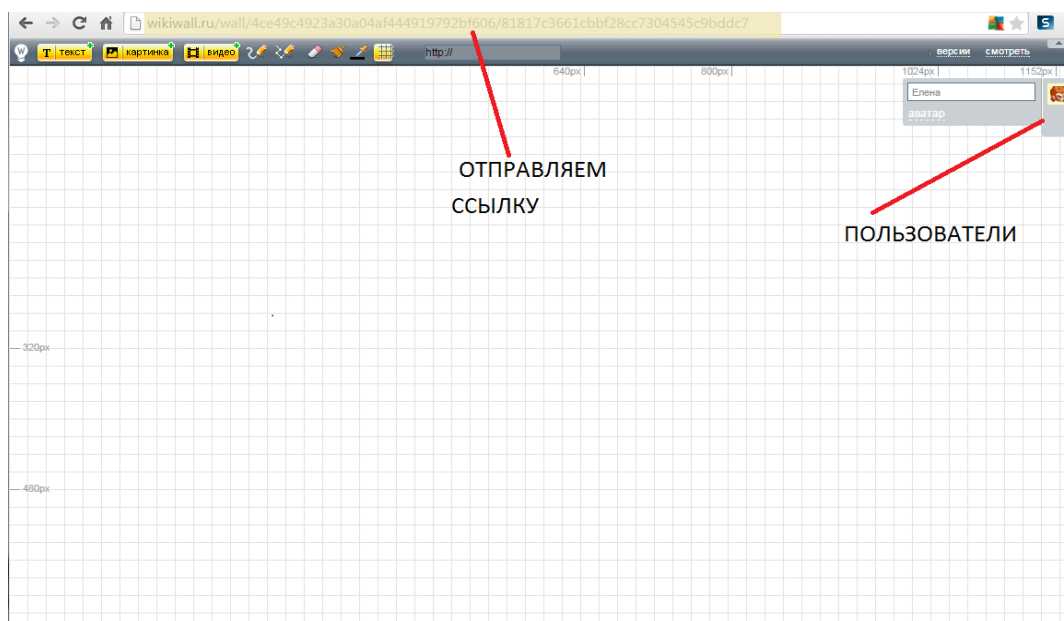 wikiwall.ru/wall/4ce49c4923a30a04af444919792bf606/81817c3661cbbf28cc7304545c9bddc7
S
W T текст картинка видео http:// версии смотреть
640px 800px 1024px 1152px
Елена
аватар
ОТПРАВЛЯЕМ
ССЫЛКУ
ПОЛЬЗОВАТЕЛИ
320px
480px